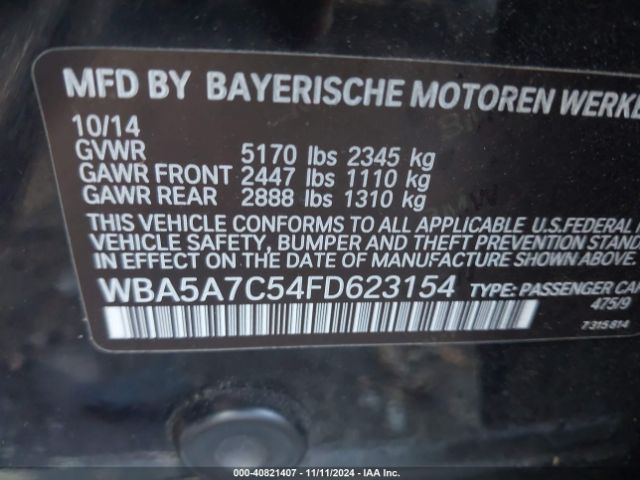 MFD BY BAYERISCHE MOTOREN WERKE
10/14
GVWR 5170 lbs 2345 kg
GAWR FRONT 2447 lbs 1110 kg
GAWR REAR 2888 lbs 1310 kg
THIS VEHICLE CONFORMS TO ALL APPLICABLE U.S.FEDERAL
VEHICLE SAFETY, BUMPER AND THEFT PREVENTION STAND
IN EFFECT ON THE DATE OF MANUFACTURE SHOWN ABOVE.
WBA5A7C54FD623154 TYPE: PASSENGER CAR
475/9
7315814
000-40821407 - 11/11/2024 - IAA Inc.